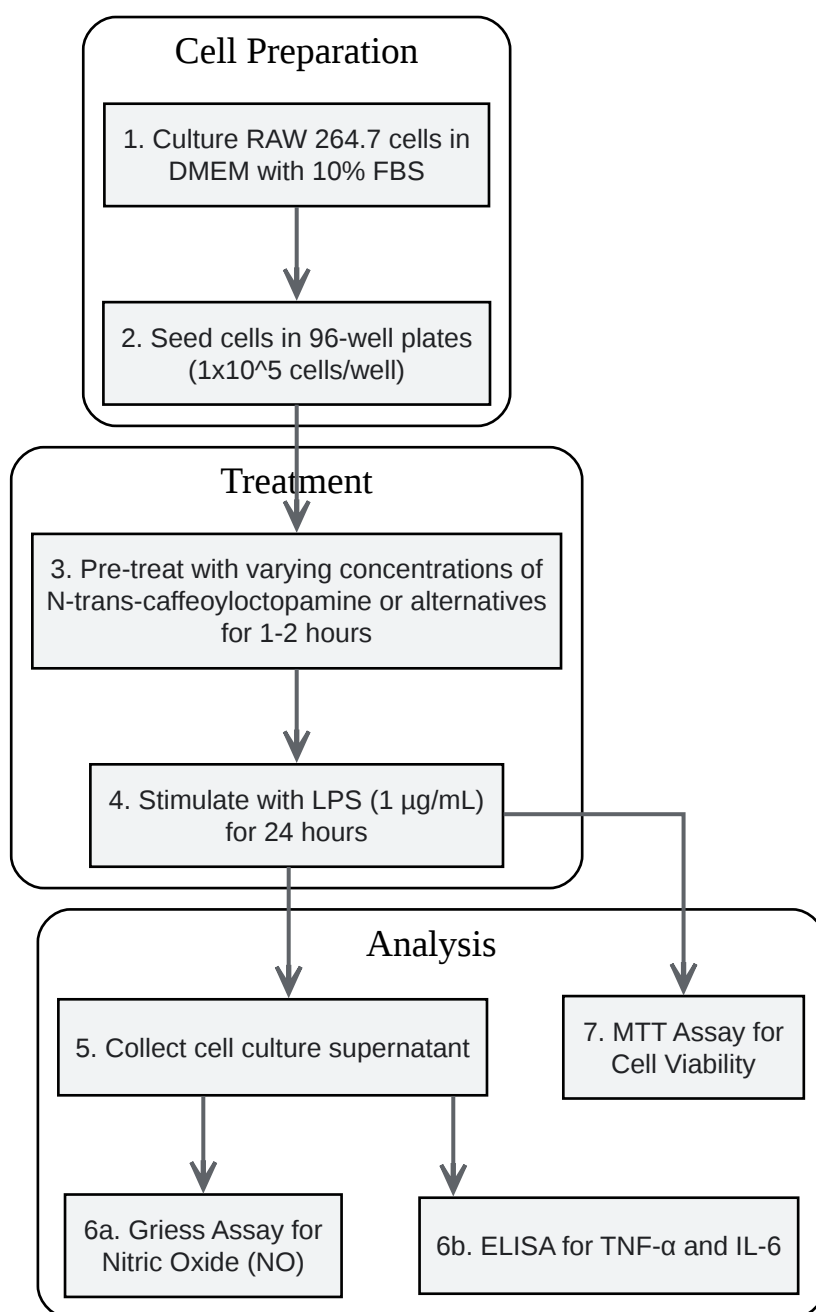 Cell Preparation
1. Culture RAW 264.7 cells in
DMEM with 10% FBS
2. Seed cells in 96-well plates
(1x10^5 cells/well)
Treatment
3. Pre-treat with varying concentrations of
N-trans-caffeoyloctopamine or alternatives
for 1-2 hours
4. Stimulate with LPS (1 µg/mL)
for 24 hours
Analysis
5. Collect cell culture supernatant
7. MTT Assay for
Cell Viability
6a. Griess Assay for
Nitric Oxide (NO)
6b. ELISA for TNF-α and IL-6